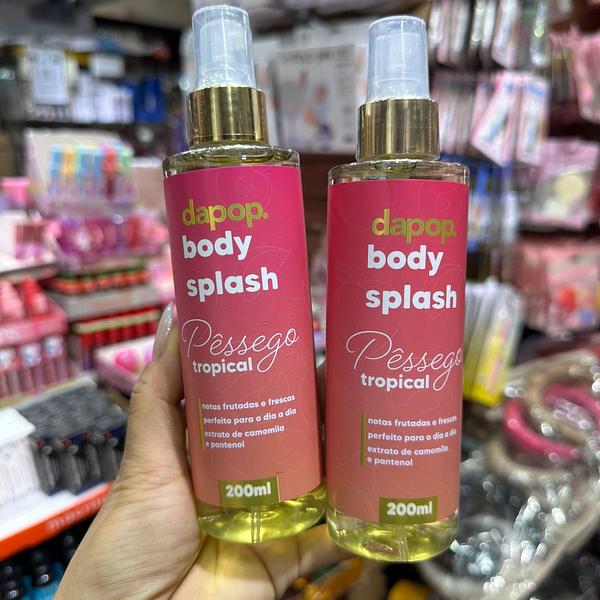 dapop.
body
splash
Pêssego
tropical
notas frutadas e frescas
perfeito para o dia a dia
extrato de camomila
e pantenol
200ml
dapop.
body
splash
Pêssego
tropical
notas frutadas e frescas
perfeito para o dia a dia
extrato de camomila
e pantenol
200ml